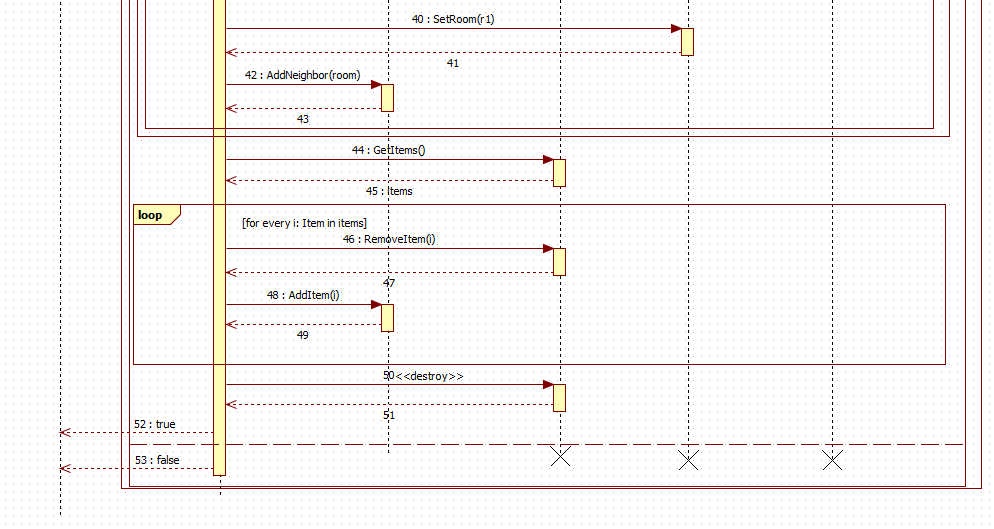 40 : SetRoom(r1)
41
42 : AddNeighbor(room)
43
44 : GetItems()
45 : Items
loop
[for every i: Item in items]
46 : RemoveItem(i)
47
48 : AddItem(i)
49
50 <<destroy>>
51
52 : true
53 : false